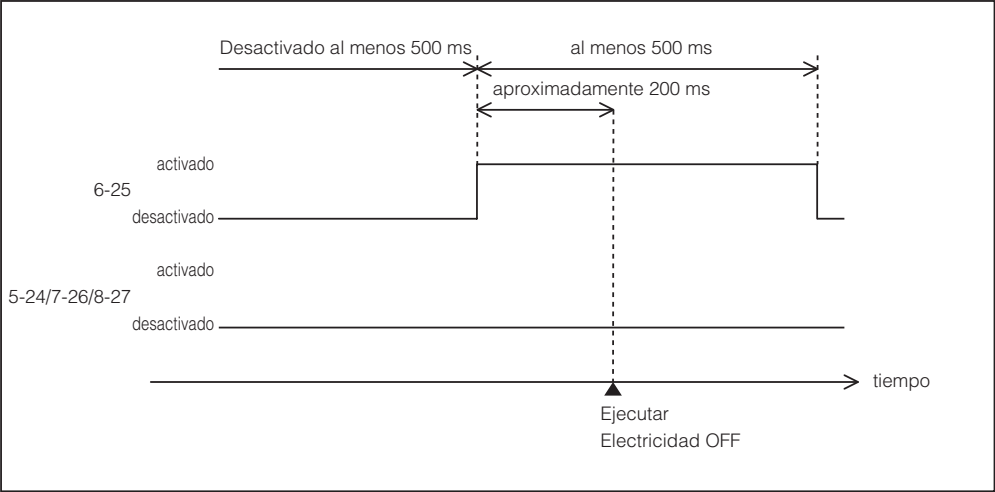 Desactivado al menos 500 ms
al menos 500 ms
aproximadamente 200 ms
activado
6-25
desactivado
activado
5-24/7-26/8-27
desactivado
tiempo
Ejecutar
Electricidad OFF